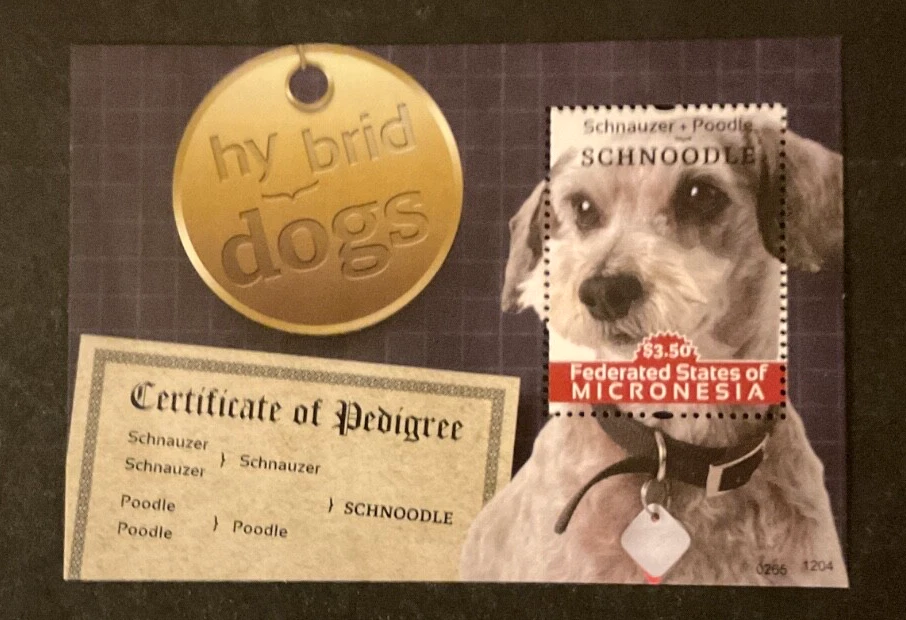 hy brid
dogs
Schnauzer + Poodle
SCHNOODLE
$3.50
Federated States of
MICRONESIA
Certificate of Pedigree
Schnauzer
Schnauzer
} Schnauzer
Poodle
Poodle
} Poodle
} SCHNOODLE
0266 1204